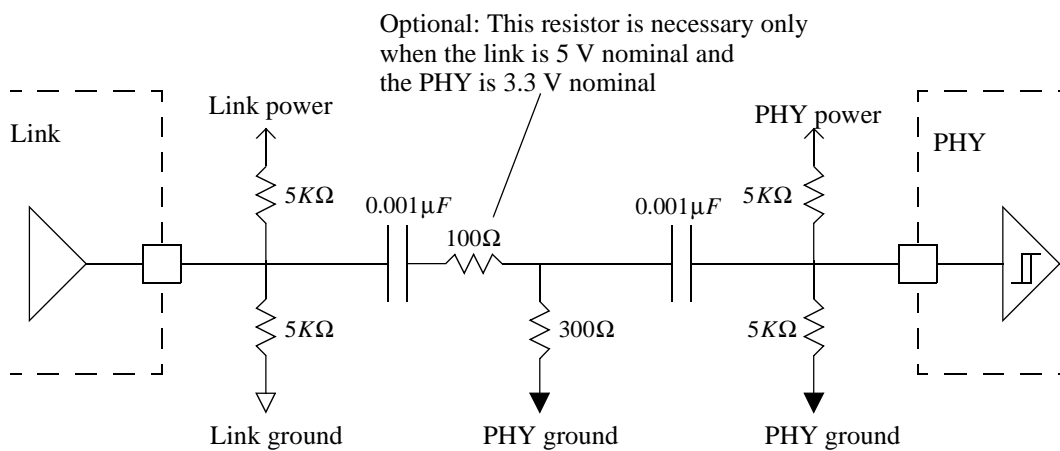 Optional: This resistor is necessary only
when the link is 5 V nominal and
the PHY is 3.3 V nominal
Link power
PHY power
Link
PHY
5KΩ
0.001μF
100Ω
0.001μF
5KΩ
5KΩ
300Ω
5KΩ
Link ground
PHY ground
PHY ground